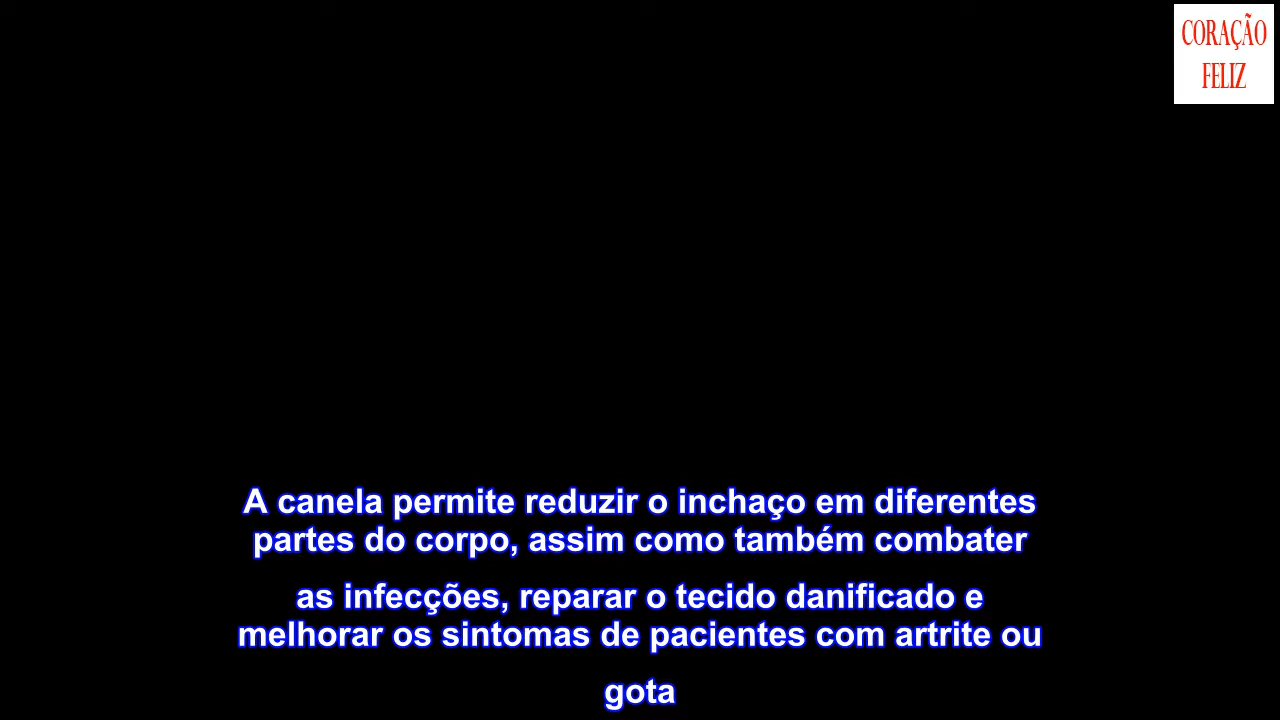 CORAÇÃO
FELIZ
A canela permite reduzir o inchaço em diferentes
partes do corpo, assim como também combater
as infecções, reparar o tecido danificado e
melhorar os sintomas de pacientes com artrite ou
gota